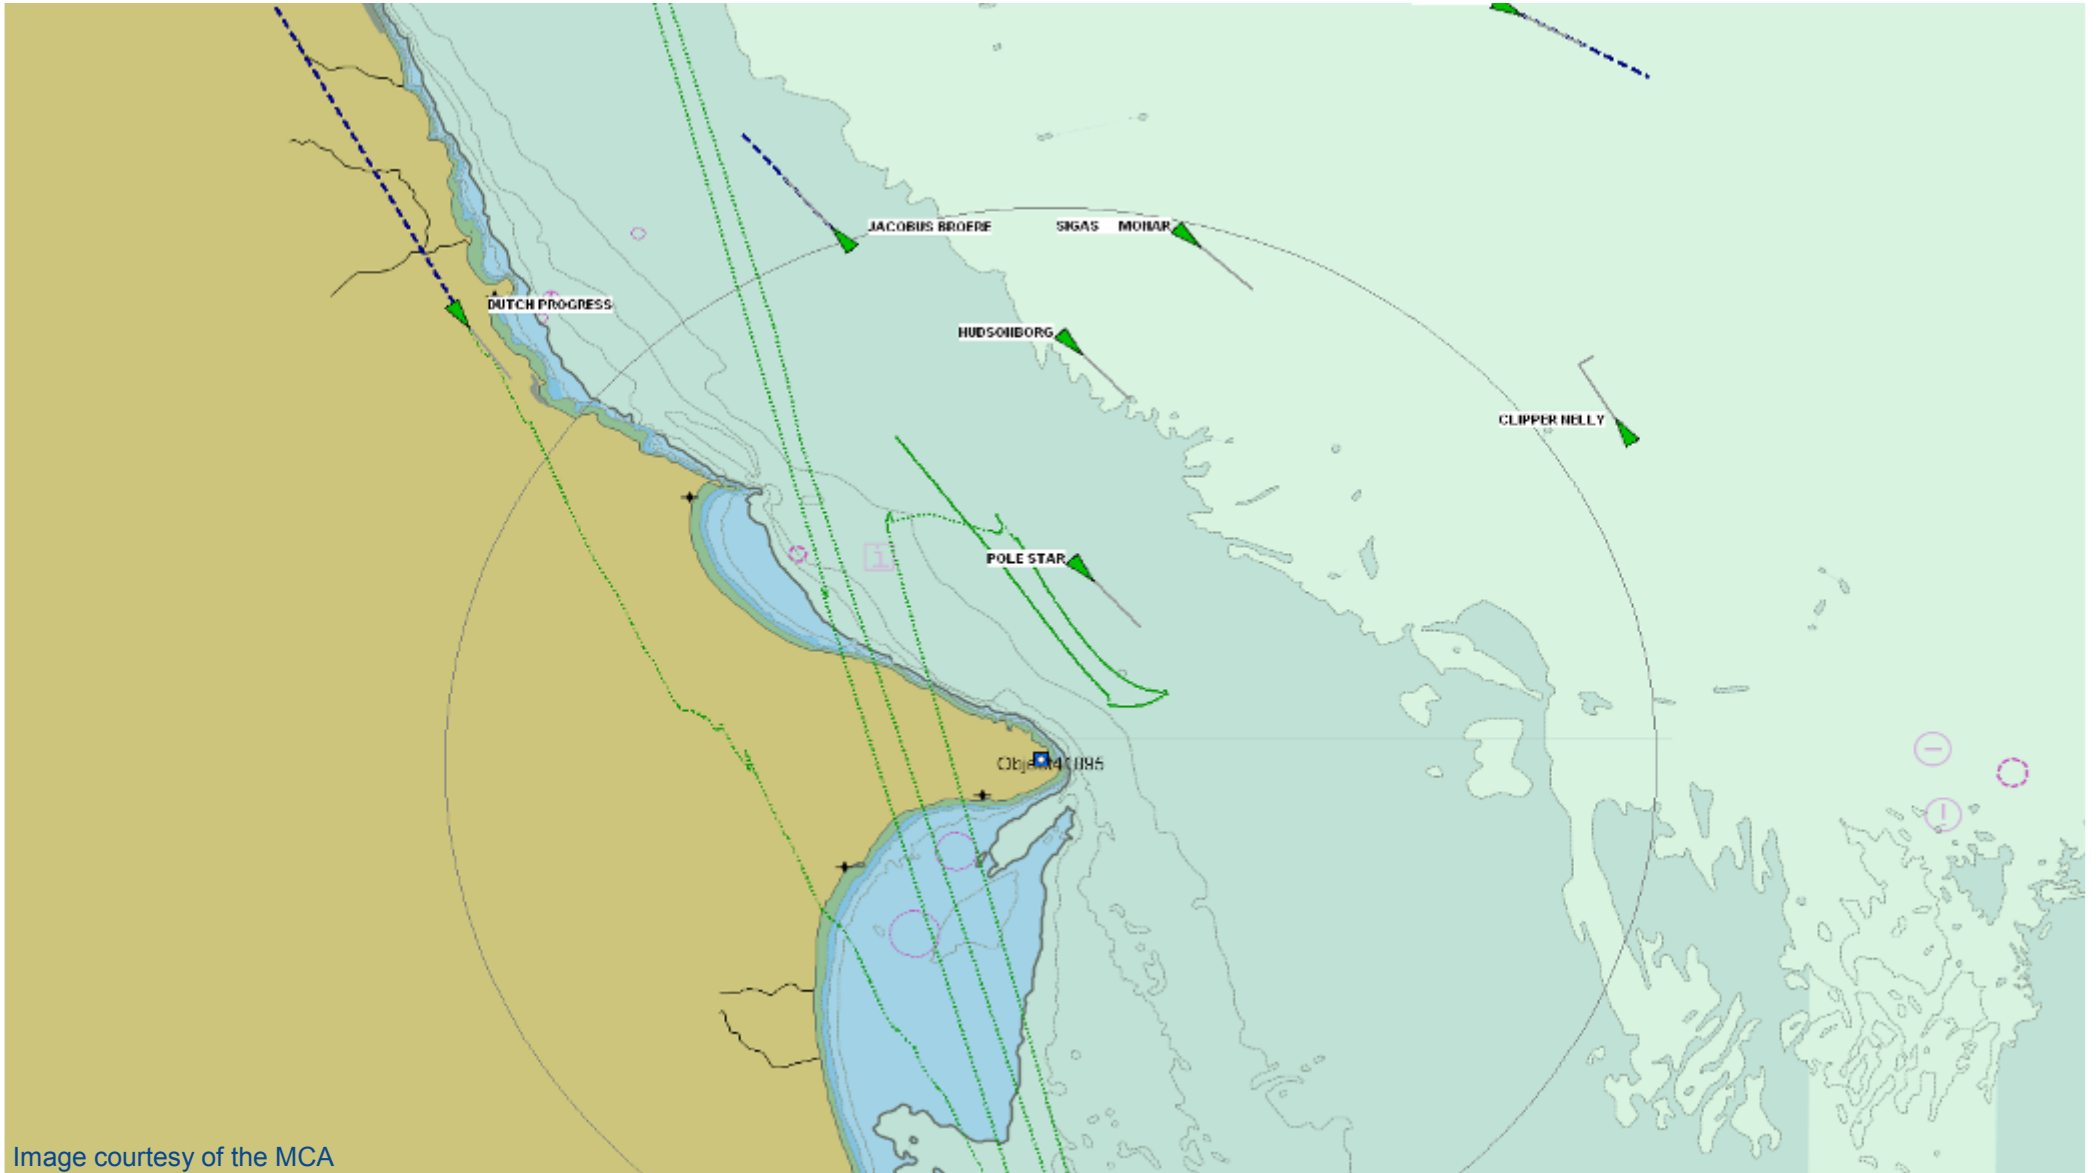 JACOBUS BROERE
SIGAS MONAR
DUTCH PROGRESS
HUDSONBORG
CLIPPER NELLY
POLE STAR
i
Image courtesy of the MCA